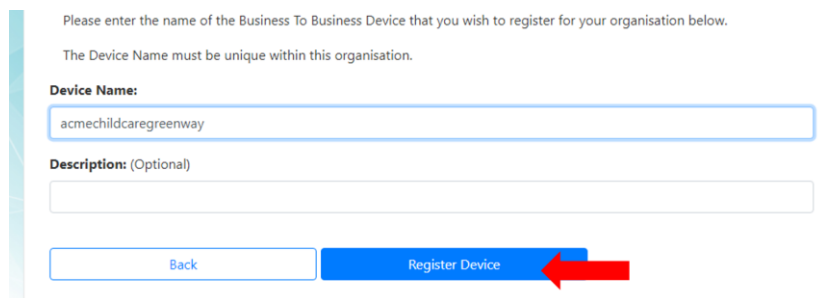 Please enter the name of the Business To Business Device that you wish to register for your organisation below.
The Device Name must be unique within this organisation.
Device Name:
acmechildcaregreenway
Description: (Optional)
Back
Register Device